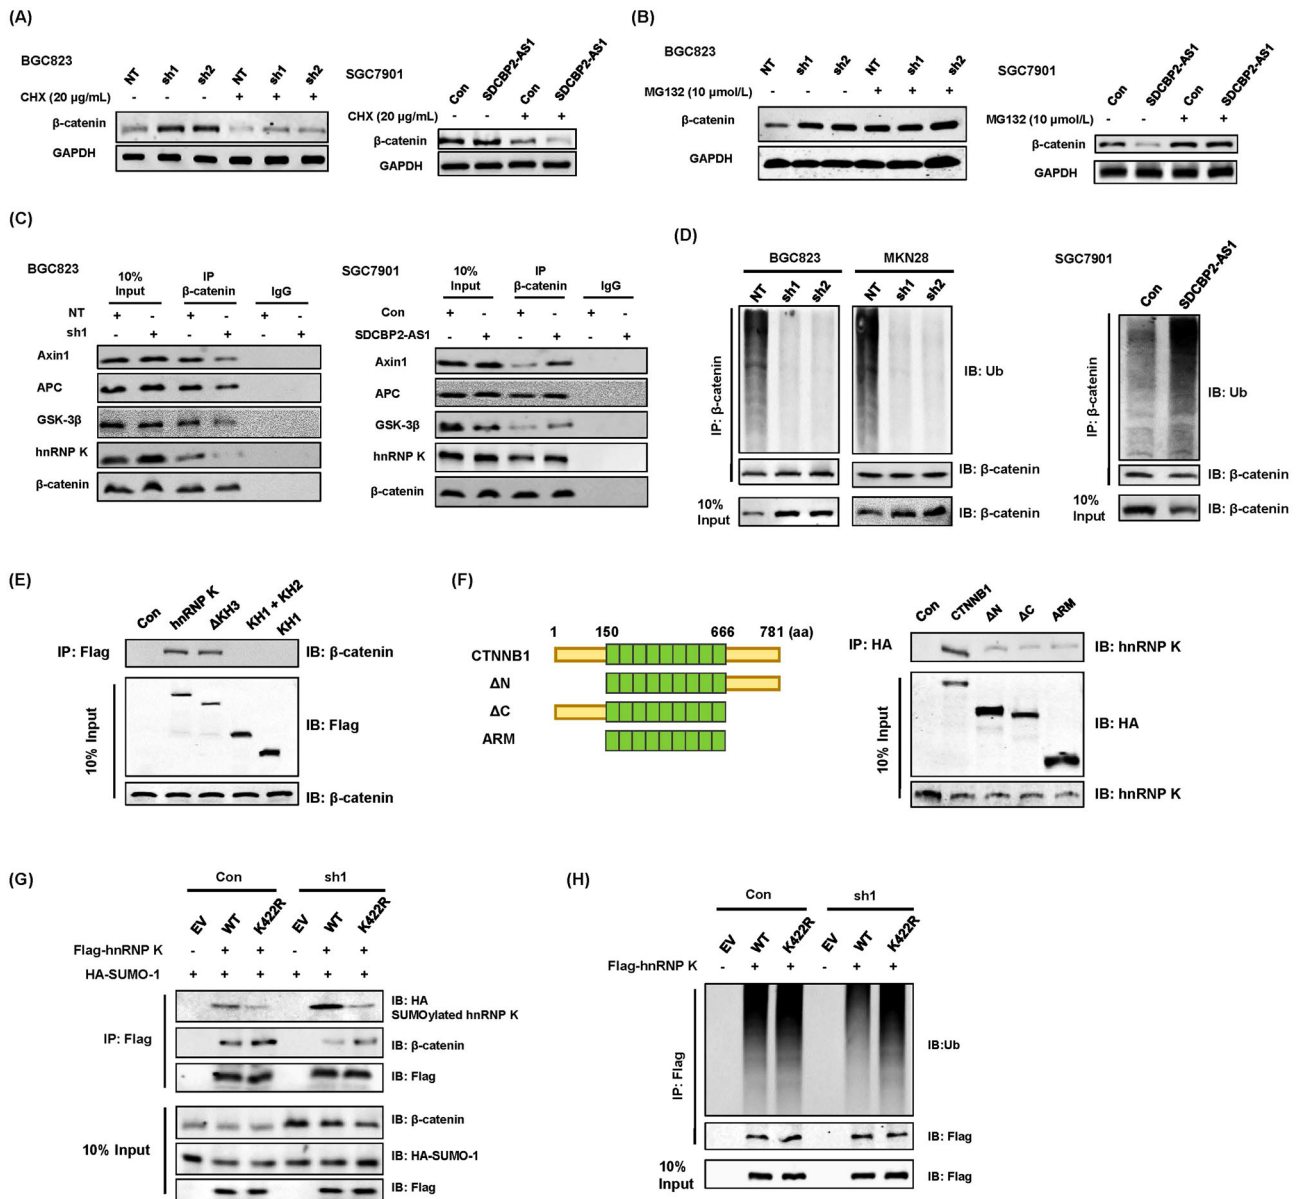 (A)
BGC823
NT sh1 sh2 NT sh1 sh2
CHX (20 µg/mL) - - - + + +
β-catenin
GAPDH
SGC7901
Con SDCBP2-AS1 Con SDCBP2-AS1
CHX (20 µg/mL) - - + +
β-catenin
GAPDH
(B)
BGC823
NT sh1 sh2 NT sh1 sh2
MG132 (10 µmol/L) - - - + + +
β-catenin
GAPDH
SGC7901
Con SDCBP2-AS1 Con SDCBP2-AS1
MG132 (10 µmol/L) - - + +
β-catenin
GAPDH
(C)
BGC823
10% Input IP β-catenin IgG
NT + - + - + -
sh1 - + - + - +
Axin1
APC
GSK-3β
hnRNP K
β-catenin
SGC7901
10% Input IP β-catenin IgG
Con + - + - + -
SDCBP2-AS1 - + - + - +
Axin1
APC
GSK-3β
hnRNP K
β-catenin
(D)
BGC823 MKN28
NT sh1 sh2 NT sh1 sh2
IP: β-catenin
IB: Ub
IB: β-catenin
10% Input
IB: β-catenin
SGC7901
Con SDCBP2-AS1
IP: β-catenin
IB: Ub
IB: β-catenin
10% Input
IB: β-catenin
(E)
Con hnRNP K ΔKH3 KH1 + KH2 KH1
IP: Flag IB: β-catenin
10% Input
IB: Flag
IB: β-catenin
(F)
1 150 666 781 (aa)
CTNNB1
ΔN
ΔC
ARM
Con CTNNB1 ΔN ΔC ARM
IP: HA IB: hnRNP K
10% Input
IB: HA
IB: hnRNP K
(G)
Con sh1
EV WT K422R EV WT K422R
Flag-hnRNP K - + + - + +
HA-SUMO-1 + + + + + +
IP: Flag
IB: HA
SUMOylated hnRNP K
IB: β-catenin
IB: Flag
10% Input
IB: β-catenin
IB: HA-SUMO-1
IB: Flag
(H)
Con sh1
EV WT K422R EV WT K422R
Flag-hnRNP K - + + - + +
IP: Flag
IB:Ub
IB: Flag
10% Input
IB: Flag